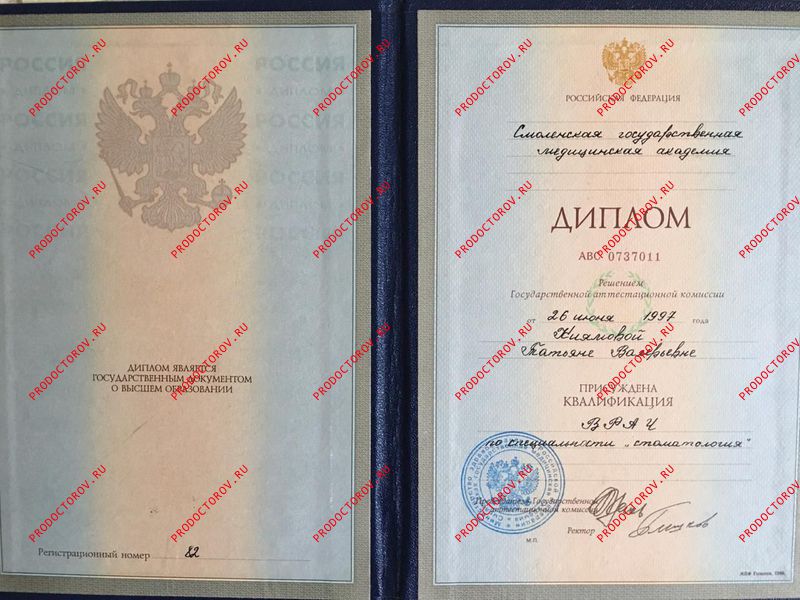 ДИПЛОМ ЯВЛЯЕТСЯ
ГОСУДАРСТВЕННЫМ ДОКУМЕНТОМ
О ВЫСШЕМ ОБРАЗОВАНИИ
Регистрационный номер 82
РОССИЙСКАЯ ФЕДЕРАЦИЯ
Смоленская государственная
медицинская академия
ДИПЛОМ
АВС 0737011
Решением
Государственной аттестационной комиссии
от 26 июня 1997 года
Татьяне Валерьевне
ПРИСУЖДЕНА
КВАЛИФИКАЦИЯ
ВРАЧ
по специальности „стоматология"
Председатель Государственной
аттестационной комиссии
Ректор
М.П.
PRODOCTOROV.RU